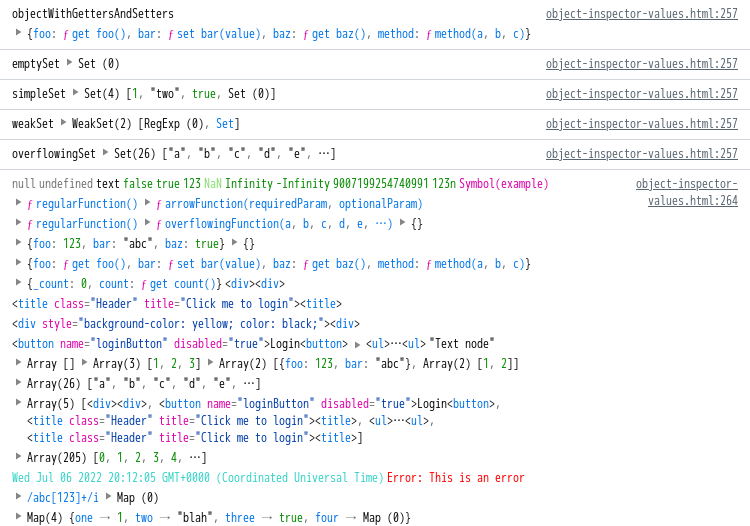 objectWithGettersAndSetters object-inspector-values.html:257
▶ {foo: ƒ get foo(), bar: ƒ set bar(value), baz: ƒ get baz(), method: ƒ method(a, b, c)}
emptySet ▶ Set (0) object-inspector-values.html:257
simpleSet ▶ Set(4) [1, "two", true, Set (0)] object-inspector-values.html:257
weakSet ▶ WeakSet(2) [RegExp (0), Set] object-inspector-values.html:257
overflowingSet ▶ Set(26) ["a", "b", "c", "d", "e", …] object-inspector-values.html:257
null undefined text false true 123 NaN Infinity -Infinity 9007199254740991 123n Symbol(example) object-inspector-values.html:264
▶ ƒ regularFunction() ▶ ƒ arrowFunction(requiredParam, optionalParam)
▶ ƒ regularFunction() ▶ ƒ overflowingFunction(a, b, c, d, e, …) ▶ {}
▶ {foo: 123, bar: "abc", baz: true} ▶ {}
▶ {foo: ƒ get foo(), bar: ƒ set bar(value), baz: ƒ get baz(), method: ƒ method(a, b, c)}
▶ {_count: 0, count: ƒ get count()} <div><div>
<title class="Header" title="Click me to login"><title>
<div style="background-color: yellow; color: black;"><div>
<button name="loginButton" disabled="true">Login<button> ▶ <ul>…<ul> "Text node"
▶ Array [] ▶ Array(3) [1, 2, 3] ▶ Array(2) [{foo: 123, bar: "abc"}, Array(2) [1, 2]]
▶ Array(26) ["a", "b", "c", "d", "e", …]
▶ Array(5) [<div><div>, <button name="loginButton" disabled="true">Login<button>,
<title class="Header" title="Click me to login"><title>, <ul>…<ul>,
<title class="Header" title="Click me to login"><title>]
▶ Array(205) [0, 1, 2, 3, 4, …]
Wed Jul 06 2022 20:12:05 GMT+0000 (Coordinated Universal Time) Error: This is an error
▶ /abc[123]+/i ▶ Map (0)
▶ Map(4) {one → 1, two → "blah", three → true, four → Map (0)}